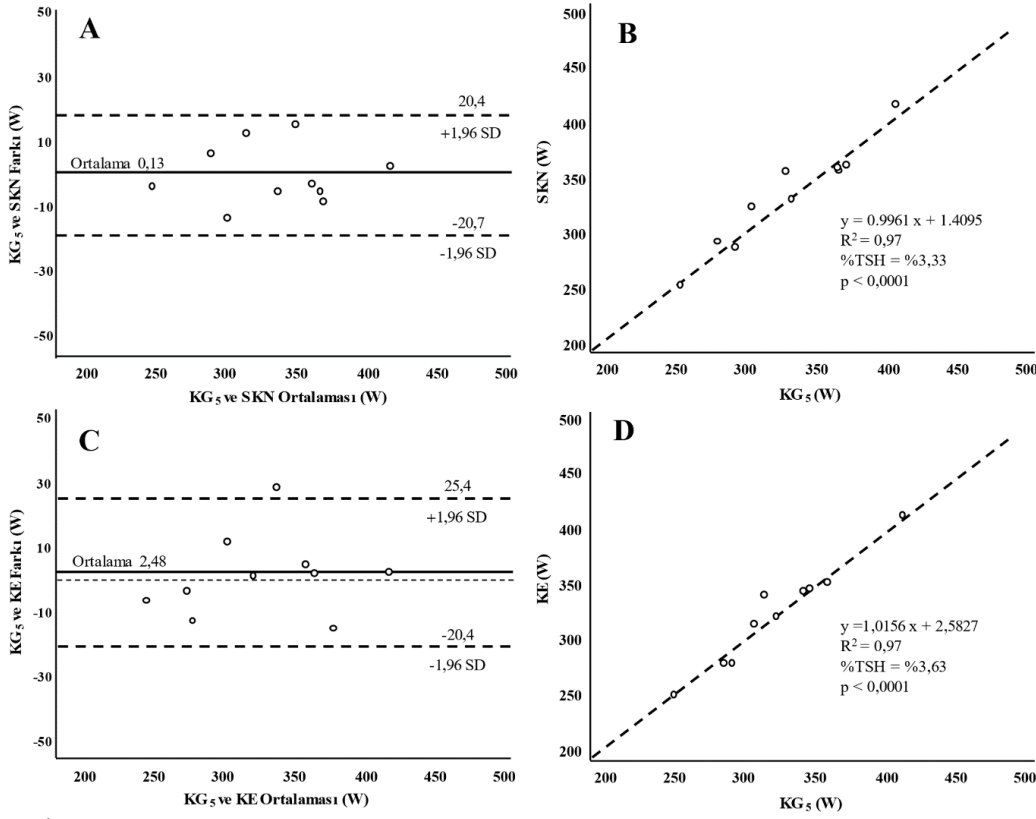 A
50
30
10
-10
-30
-50
KG5 ve SKN Farkı (W)
20,4
+1,96 SD
Ortalama 0,13
-20,7
-1,96 SD
200 250 300 350 400 450 500
KG5 ve SKN Ortalaması (W)
B
500
450
400
350
300
250
200
SKN (W)
y = 0.9961 x + 1.4095
R² = 0,97
%TSH = %3,33
p < 0,0001
200 250 300 350 400 450 500
KG5 (W)
C
50
30
10
-10
-30
-50
KG5 ve KE Farkı (W)
25,4
+1,96 SD
Ortalama 2,48
-20,4
-1,96 SD
200 250 300 350 400 450 500
KG5 ve KE Ortalaması (W)
D
500
450
400
350
300
250
200
KE (W)
y =1,0156 x + 2,5827
R² = 0,97
%TSH = %3,63
p < 0,0001
200 250 300 350 400 450 500
KG5 (W)